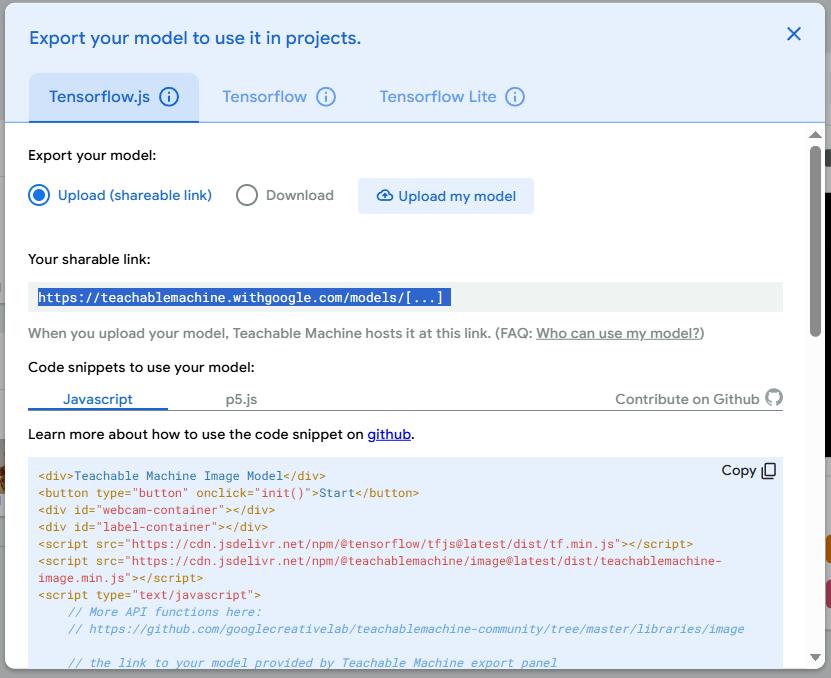 Export your model to use it in projects.
Tensorflow.js
Tensorflow
Tensorflow Lite
Export your model:
Upload (shareable link)
Download
Upload my model
Your sharable link:
https://teachablemachine.withgoogle.com/models/[...]
When you upload your model, Teachable Machine hosts it at this link. (FAQ: Who can use my model?)
Code snippets to use your model:
Javascript
p5.js
Contribute on Github
Learn more about how to use the code snippet on github.
Copy
<div>Teachable Machine Image Model</div>
<button type="button" onclick="init()">Start</button>
<div id="webcam-container"></div>
<div id="label-container"></div>
<script src="https://cdn.jsdelivr.net/npm/@tensorflow/tfjs@latest/dist/tf.min.js"></script>
<script src="https://cdn.jsdelivr.net/npm/@teachablemachine/image@latest/dist/teachablemachine-
image.min.js"></script>
<script type="text/javascript">
// More API functions here:
// https://github.com/googlecreativelab/teachablemachine-community/tree/master/libraries/image
// the link to your model provided by Teachable Machine export panel